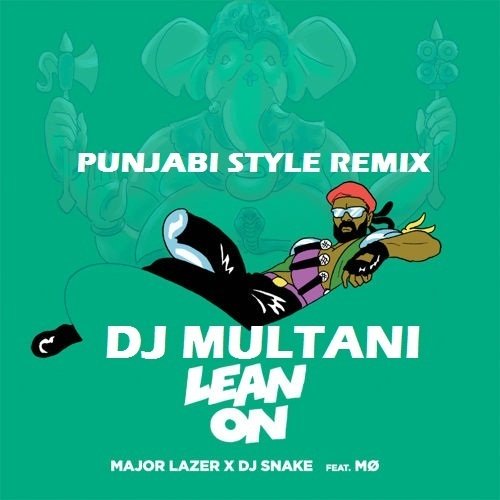 PUNJABI STYLE REMIX
DJ MULTANI
LEAN
ON
MAJOR LAZER X DJ SNAKE FEAT. MØ